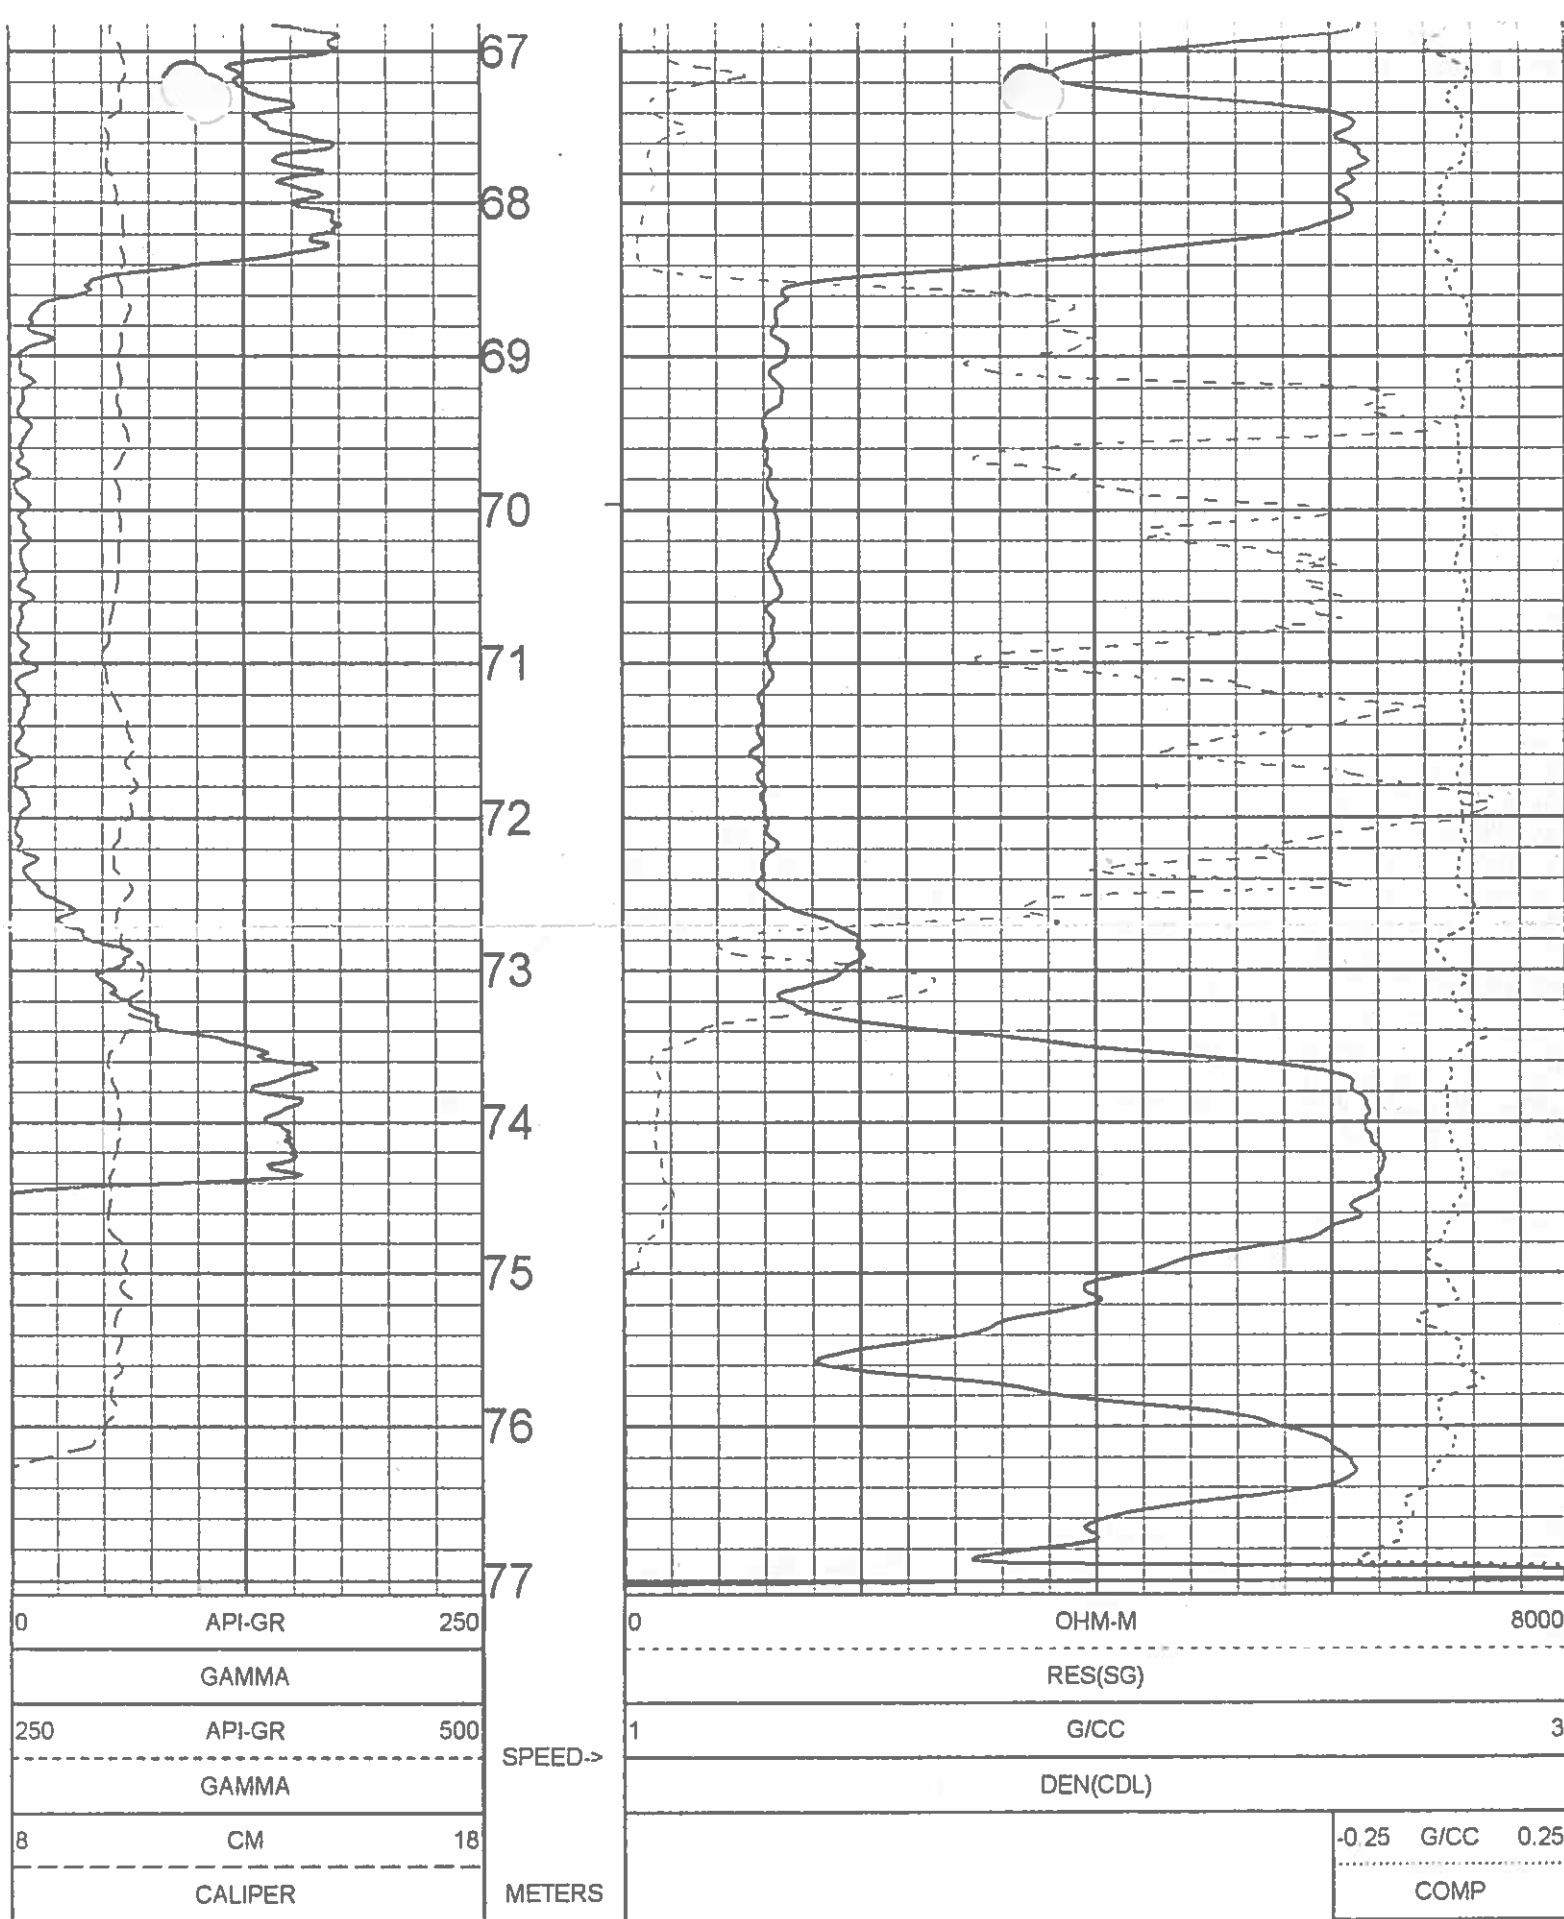 67
68
69
70
71
72
73
74
75
76
77
0 API-GR 250
GAMMA
250 API-GR 500
GAMMA
8 CM 18
CALIPER
SPEED->
METERS
0 OHM-M 8000
RES(SG)
1 G/CC 3
DEN(CDL)
-0.25 G/CC 0.25
COMP